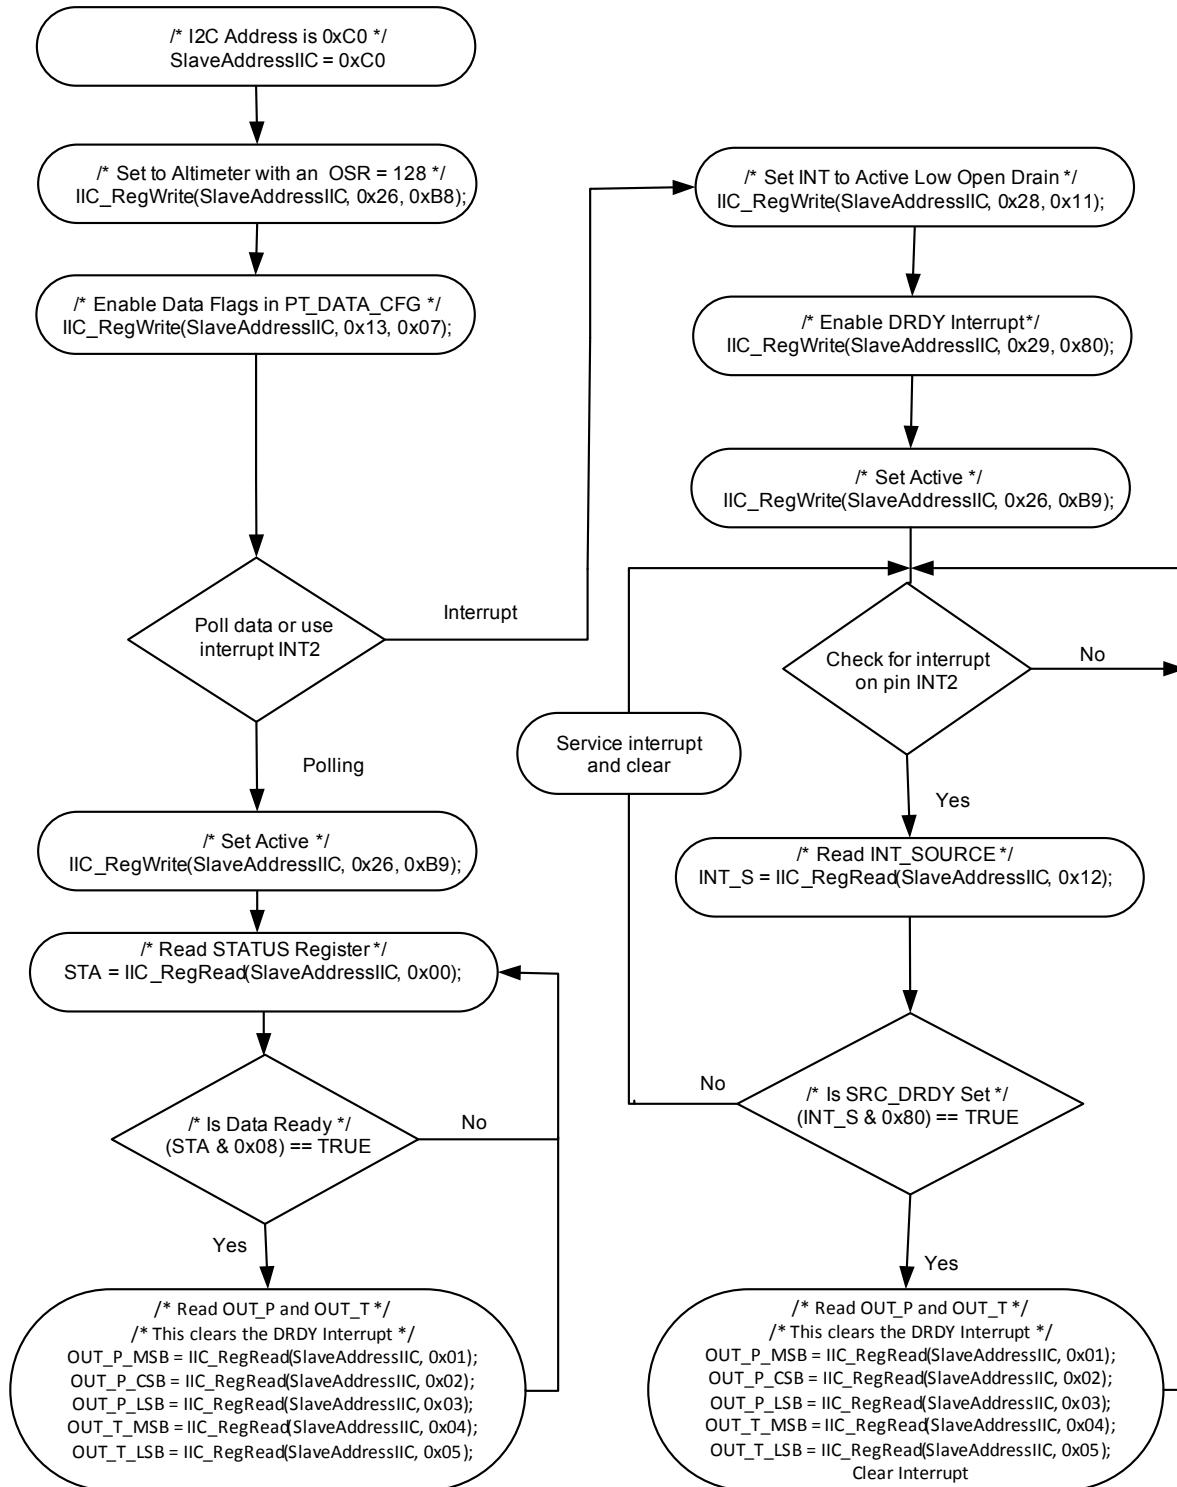 /* I2C Address is 0xC0 */
SlaveAddressIIC = 0xC0
/* Set to Altimeter with an OSR = 128 */
IIC_RegWrite(SlaveAddressIIC, 0x26, 0xB8);
/* Enable Data Flags in PT_DATA_CFG */
IIC_RegWrite(SlaveAddressIIC, 0x13, 0x07);
Poll data or use
interrupt INT2
Interrupt
Polling
/* Set Active */
IIC_RegWrite(SlaveAddressIIC, 0x26, 0xB9);
/* Read STATUS Register */
STA = IIC_RegRead(SlaveAddressIIC, 0x00);
/* Is Data Ready */
(STA & 0x08) == TRUE
No
Yes
/* Read OUT_P and OUT_T */
/* This clears the DRDY Interrupt */
OUT_P_MSB = IIC_RegRead(SlaveAddressIIC, 0x01);
OUT_P_CSB = IIC_RegRead(SlaveAddressIIC, 0x02);
OUT_P_LSB = IIC_RegRead(SlaveAddressIIC, 0x03);
OUT_T_MSB = IIC_RegRead(SlaveAddressIIC, 0x04);
OUT_T_LSB = IIC_RegRead(SlaveAddressIIC, 0x05);
/* Set INT to Active Low Open Drain */
IIC_RegWrite(SlaveAddressIIC, 0x28, 0x11);
/* Enable DRDY Interrupt*/
IIC_RegWrite(SlaveAddressIIC, 0x29, 0x80);
/* Set Active */
IIC_RegWrite(SlaveAddressIIC, 0x26, 0xB9);
Check for interrupt
on pin INT2
No
Service interrupt
and clear
Yes
/* Read INT_SOURCE */
INT_S = IIC_RegRead(SlaveAddressIIC, 0x12);
No
/* Is SRC_DRDY Set */
(INT_S & 0x80) == TRUE
Yes
/* Read OUT_P and OUT_T */
/* This clears the DRDY Interrupt */
OUT_P_MSB = IIC_RegRead(SlaveAddressIIC, 0x01);
OUT_P_CSB = IIC_RegRead(SlaveAddressIIC, 0x02);
OUT_P_LSB = IIC_RegRead(SlaveAddressIIC, 0x03);
OUT_T_MSB = IIC_RegRead(SlaveAddressIIC, 0x04);
OUT_T_LSB = IIC_RegRead(SlaveAddressIIC, 0x05);
Clear Interrupt